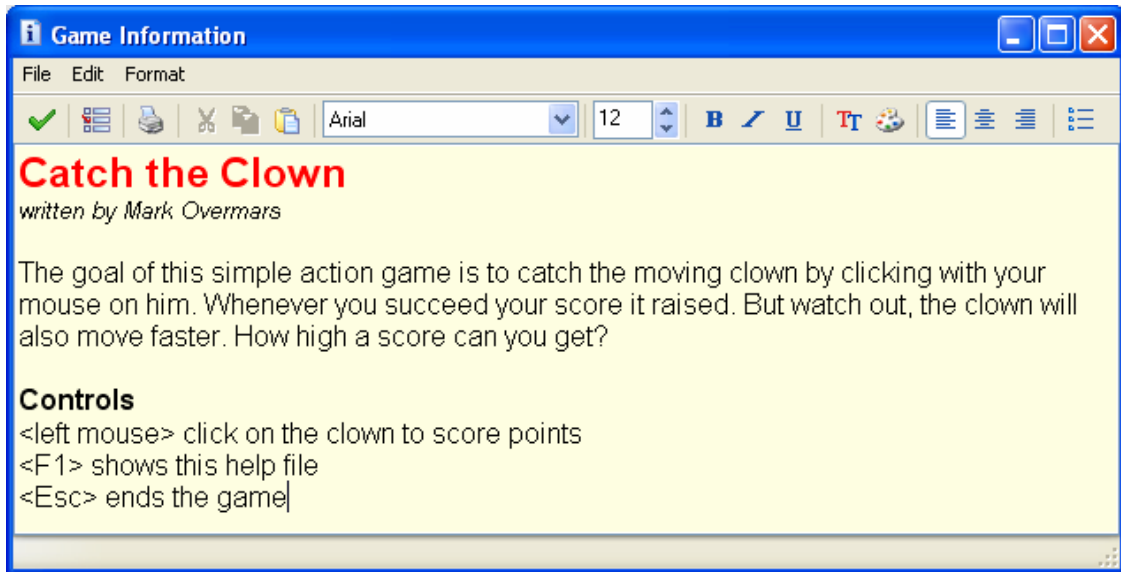 Game Information
File Edit Format
Arial 12 B I U TT
Catch the Clown
written by Mark Overmars
The goal of this simple action game is to catch the moving clown by clicking with your
mouse on him. Whenever you succeed your score it raised. But watch out, the clown will
also move faster. How high a score can you get?
Controls
<left mouse> click on the clown to score points
<F1> shows this help file
<Esc> ends the game